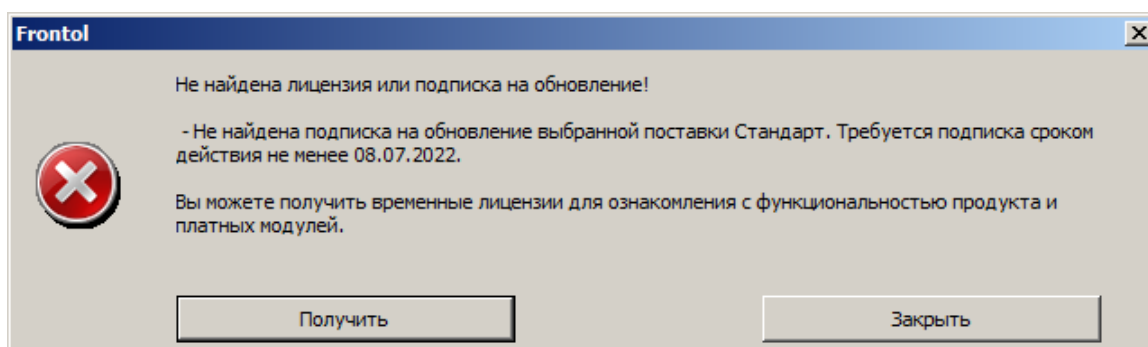 Frontol
Не найдена лицензия или подписка на обновление!
- Не найдена подписка на обновление выбранной поставки Стандарт. Требуется подписка сроком
действия не менее 08.07.2022.
Вы можете получить временные лицензии для ознакомления с функциональностью продукта и
платных модулей.
Получить
Закрыть